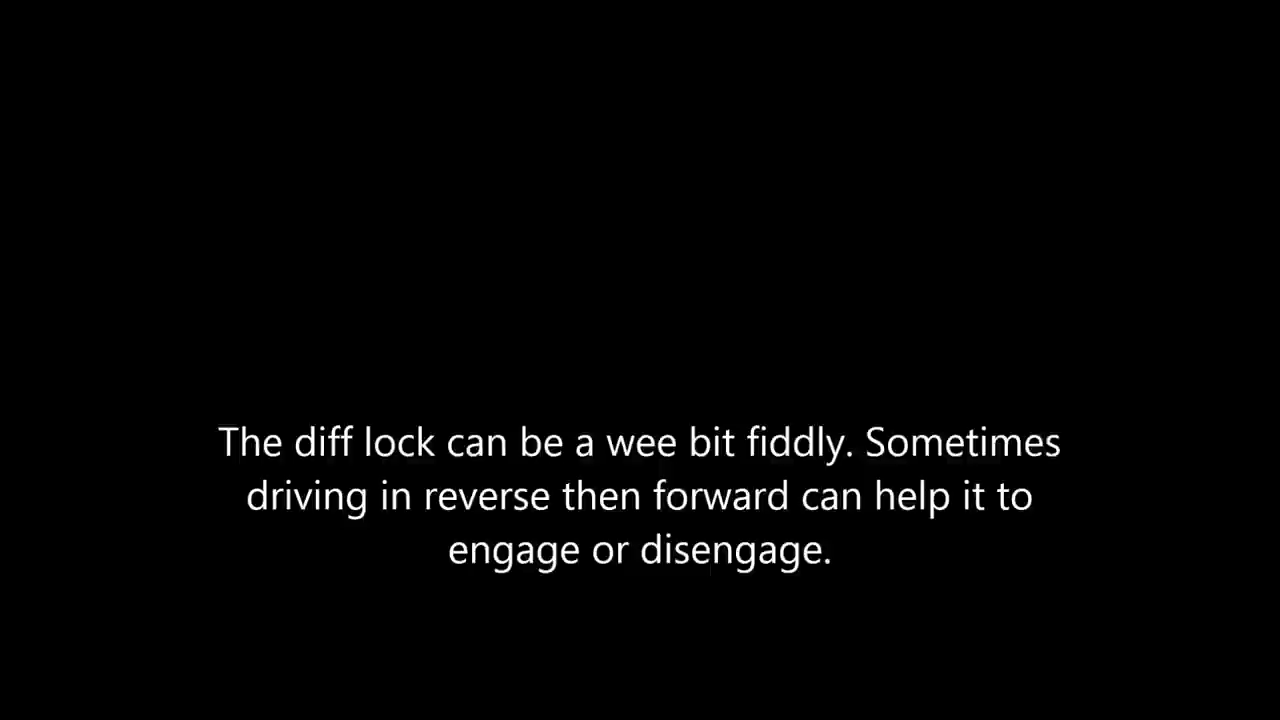 The diff lock can be a wee bit fiddly. Sometimes
driving in reverse then forward can help it to
engage or disengage.